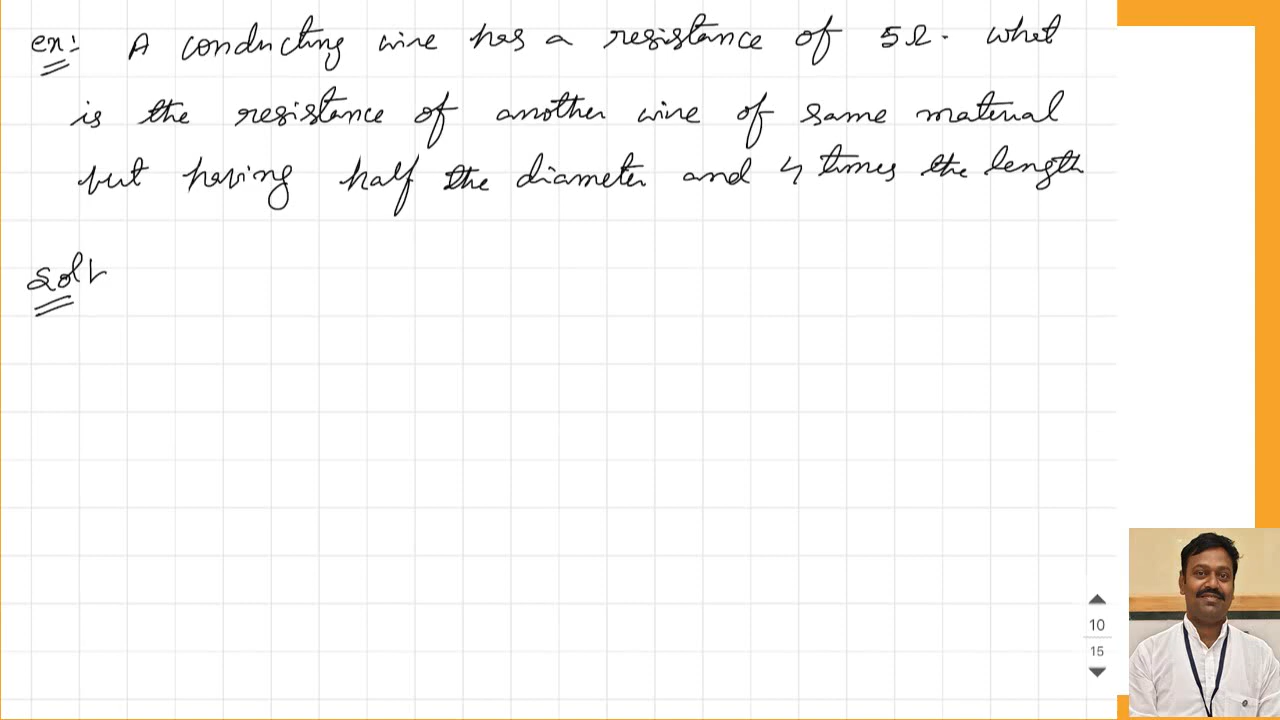 ex: A conducting wire has a resistance of 5Ω. what
is the resistance of another wire of same material
but having half the diameter and 4 times the length
Sol:
10
15